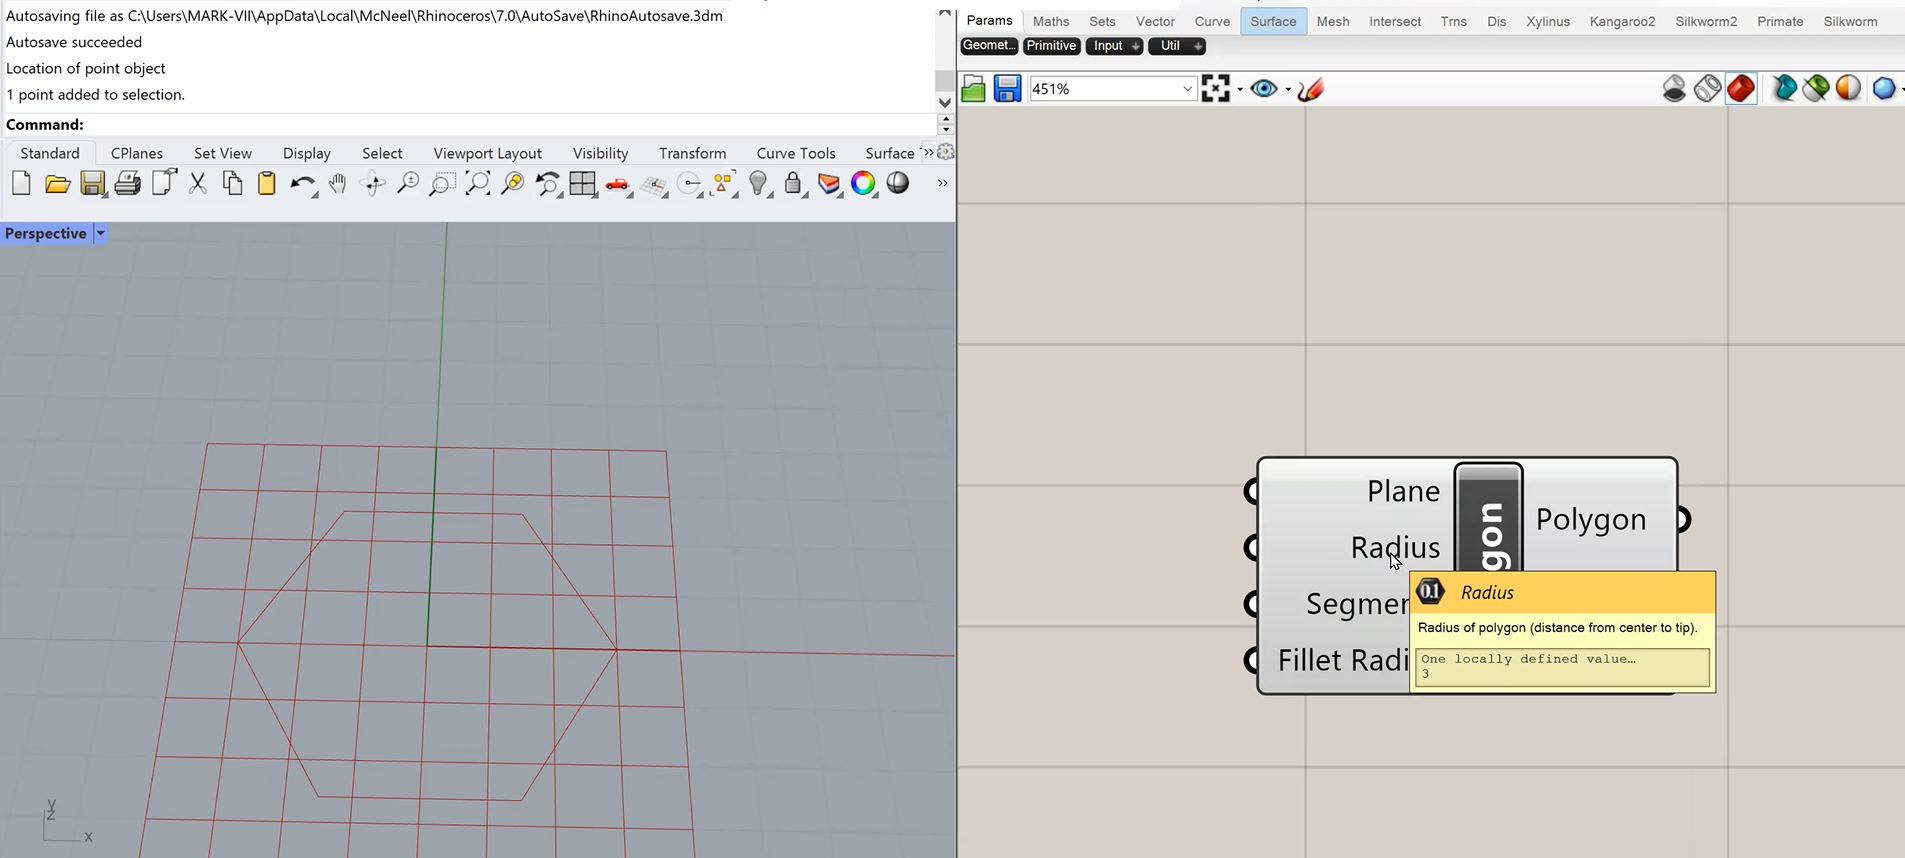 Autosaving file as C:\Users\MARK-VII\AppData\Local\McNeel\Rhinoceros\7.0\AutoSave\RhinoAutosave.3dm
Autosave succeeded
Location of point object
1 point added to selection.
Command:
Standard CPlanes Set View Display Select Viewport Layout Visibility Transform Curve Tools Surface
Perspective
y
z
x
Params Maths Sets Vector Curve Surface Mesh Intersect Trns Dis Xylinus Kangaroo2 Silkworm2 Primate Silkworm
Geomet... Primitive Input Util
451%
Plane
Radius
Segmen
Fillet Radi
gon
Polygon
0.1 Radius
Radius of polygon (distance from center to tip).
One locally defined value…
3